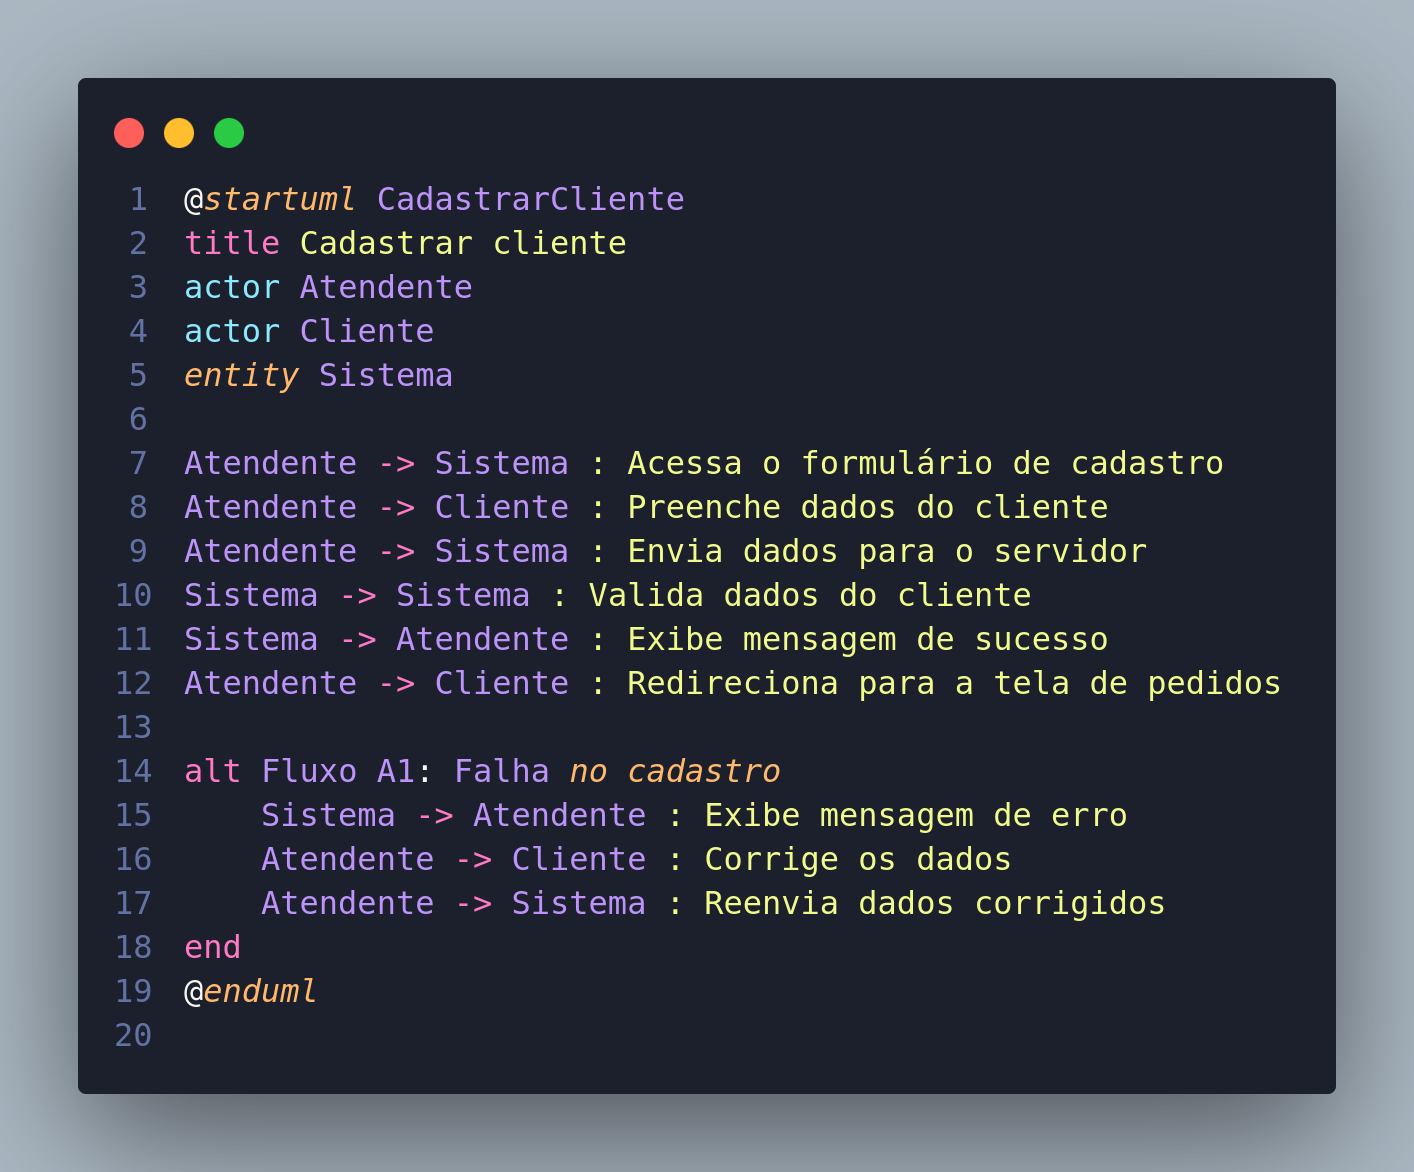 1 @startuml CadastrarCliente
2 title Cadastrar cliente
3 actor Atendente
4 actor Cliente
5 entity Sistema
6
7 Atendente -> Sistema : Acessa o formulário de cadastro
8 Atendente -> Cliente : Preenche dados do cliente
9 Atendente -> Sistema : Envia dados para o servidor
10 Sistema -> Sistema : Valida dados do cliente
11 Sistema -> Atendente : Exibe mensagem de sucesso
12 Atendente -> Cliente : Redireciona para a tela de pedidos
13
14 alt Fluxo A1: Falha no cadastro
15     Sistema -> Atendente : Exibe mensagem de erro
16     Atendente -> Cliente : Corrige os dados
17     Atendente -> Sistema : Reenvia dados corrigidos
18 end
19 @enduml
20